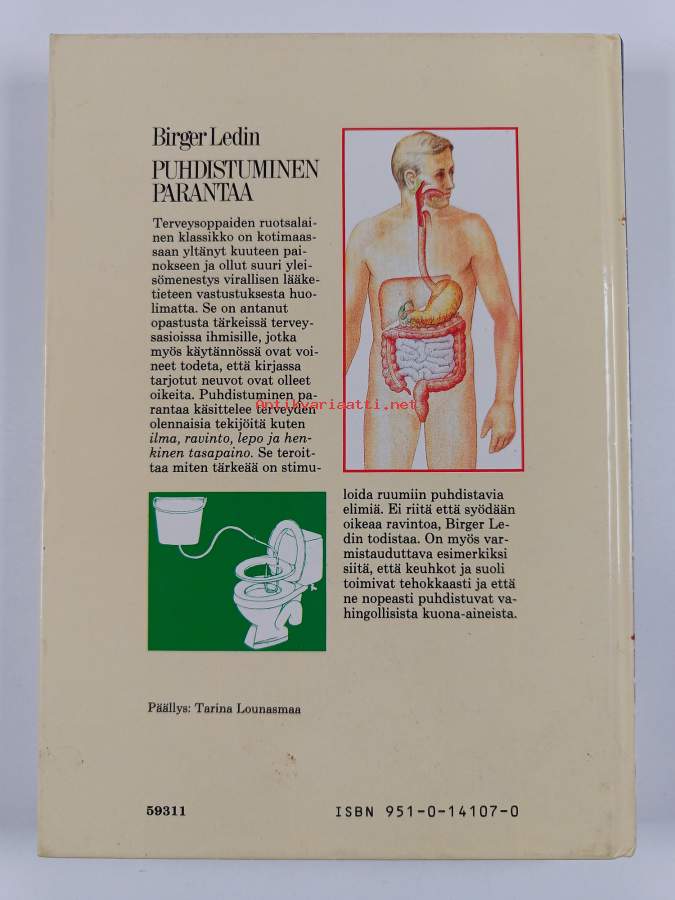 Birger Ledin
PUHDISTUMINEN
PARANTAA
Terveysoppaiden ruotsalai-
nen klassikko on kotimaas-
saan yltänyt kuuteen pai-
nokseen ja ollut suuri ylei-
sömenestys virallisen lääke-
tieteen vastustuksesta huo-
limatta. Se on antanut
opastusta tärkeissä tervey-
sasioissa ihmisille, jotka
myös käytännössä ovat voi-
neet todeta, että kirjassa
tarjotut neuvot ovat olleet
oikeita. Puhdistuminen pa-
rantaa käsittelee terveyden
olennaisia tekijöitä kuten
ilma, ravinto, lepo ja hen-
kinen tasapaino. Se teroit-
taa miten tärkeää on stimu-
loida ruumiin puhdistavia
elimiä. Ei riitä että syödään
oikeaa ravintoa, Birger Le-
din todistaa. On myös var-
mistauduttava esimerkiksi
siitä, että keuhkot ja suoli
toimivat tehokkaasti ja että
ne nopeasti puhdistuvat va-
hingollisista kuona-aineista.
Antikvariaatti.net
Päällys: Tarina Lounasmaa
59311
ISBN 951-0-14107-0